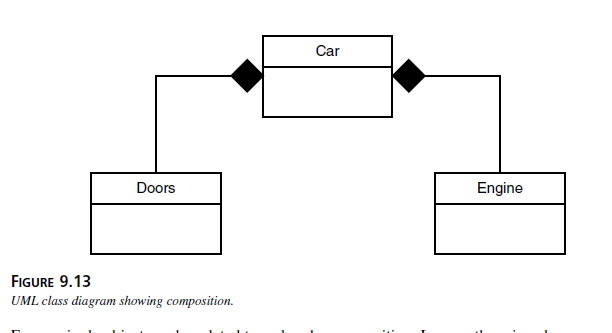 Car
Doors
Engine
FIGURE 9.13
UML class diagram showing composition.